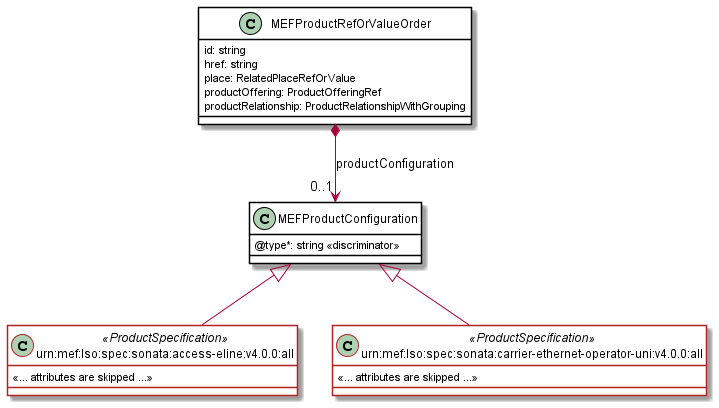 C MEFProductRefOrValueOrder
id: string
href: string
place: RelatedPlaceRefOrValue
productOffering: ProductOfferingRef
productRelationship: ProductRelationshipWithGrouping
productConfiguration
0..1
C MEFProductConfiguration
@type*: string «discriminator»
«ProductSpecification»
C urn:mef:lso:spec:sonata:access-eline:v4.0.0:all
«... attributes are skipped ...»
«ProductSpecification»
C urn:mef:lso:spec:sonata:carrier-ethernet-operator-uni:v4.0.0:all
«... attributes are skipped ...»